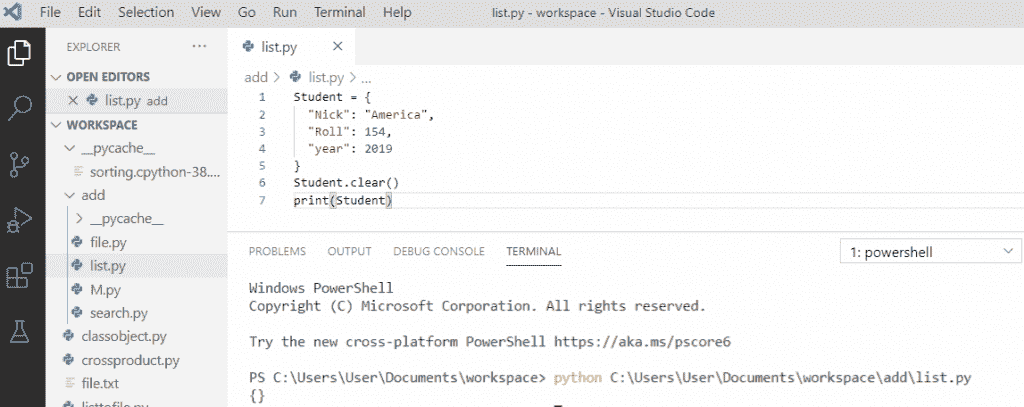 File Edit Selection View Go Run Terminal Help list.py - workspace - Visual Studio Code
EXPLORER ···
OPEN EDITORS
list.py add
WORKSPACE
__pycache__
sorting.cpython-38....
add
__pycache__
file.py
list.py
M.py
search.py
classobject.py
crossproduct.py
file.txt
listtofile.py
list.py
add > list.py > ...
1 Student = {
2 "Nick": "America",
3 "Roll": 154,
4 "year": 2019
5 }
6 Student.clear()
7 print(Student)
PROBLEMS OUTPUT DEBUG CONSOLE TERMINAL 1: powershell
Windows PowerShell
Copyright (C) Microsoft Corporation. All rights reserved.
Try the new cross-platform PowerShell https://aka.ms/pscore6
PS C:\Users\User\Documents\workspace> python C:\Users\User\Documents\workspace\add\list.py
{}